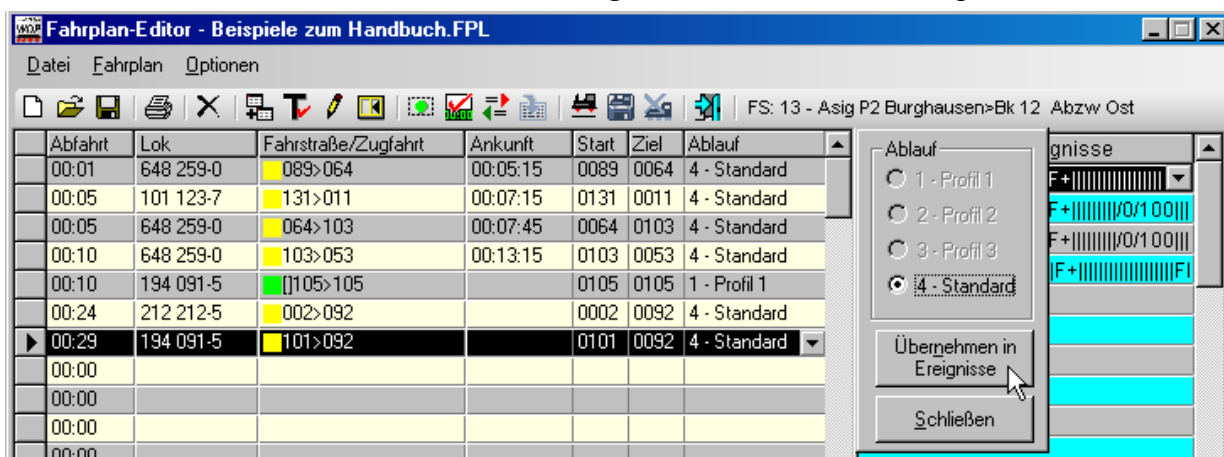 Fahrplan-Editor - Beispiele zum Handbuch.FPL
Datei Fahrplan Optionen
FS: 13 - Asig P2 Burghausen>Bk 12 Abzw Ost
Abfahrt Lok Fahrstraße/Zugfahrt Ankunft Start Ziel Ablauf
00:01 648 259-0 089>064 00:05:15 0089 0064 4 - Standard
00:05 101 123-7 131>011 00:07:15 0131 0011 4 - Standard
00:05 648 259-0 064>103 00:07:45 0064 0103 4 - Standard
00:10 648 259-0 103>053 00:13:15 0103 0053 4 - Standard
00:10 194 091-5 []105>105 0105 0105 1 - Profil 1
00:24 212 212-5 002>092 0002 0092 4 - Standard
00:29 194 091-5 101>092 0101 0092 4 - Standard
00:00
00:00
00:00
00:00
Ablauf
1 - Profil 1
2 - Profil 2
3 - Profil 3
4 - Standard
Übernehmen in
Ereignisse
Schließen
gnisse